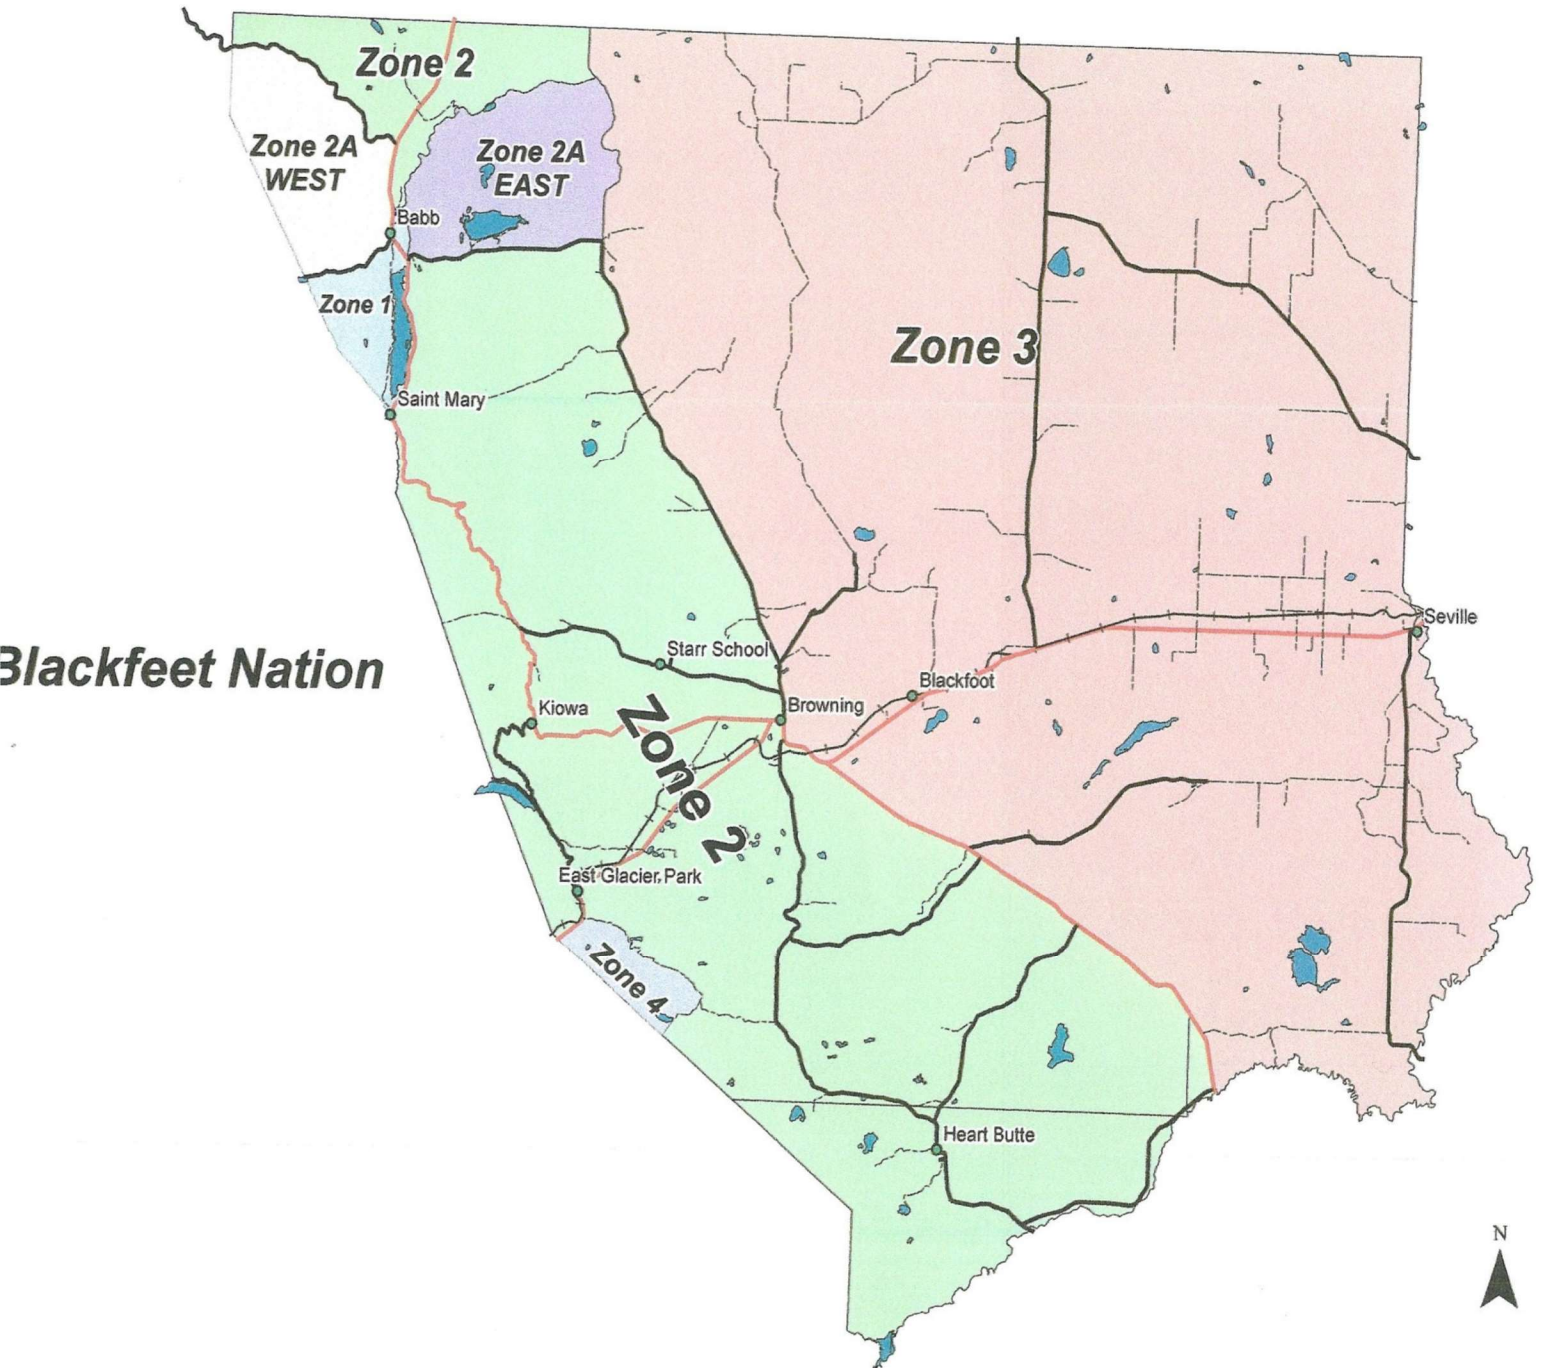 Zone 2
Zone 2A
WEST
Zone 2A
EAST
Babb
Zone 1
Zone 3
Saint Mary
Seville
Starr School
Blackfeet Nation
Blackfoot
Kiowa
Browning
Zone 2
East Glacier Park
Zone 4
Heart Butte
N